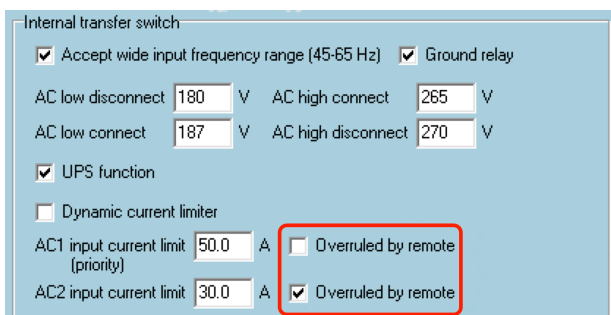 Internal transfer switch
Accept wide input frequency range (45-65 Hz) Ground relay
AC low disconnect 180 V AC high connect 265 V
AC low connect 187 V AC high disconnect 270 V
UPS function
Dynamic current limiter
AC1 input current limit 50.0 A Overruled by remote
(priority)
AC2 input current limit 30.0 A Overruled by remote